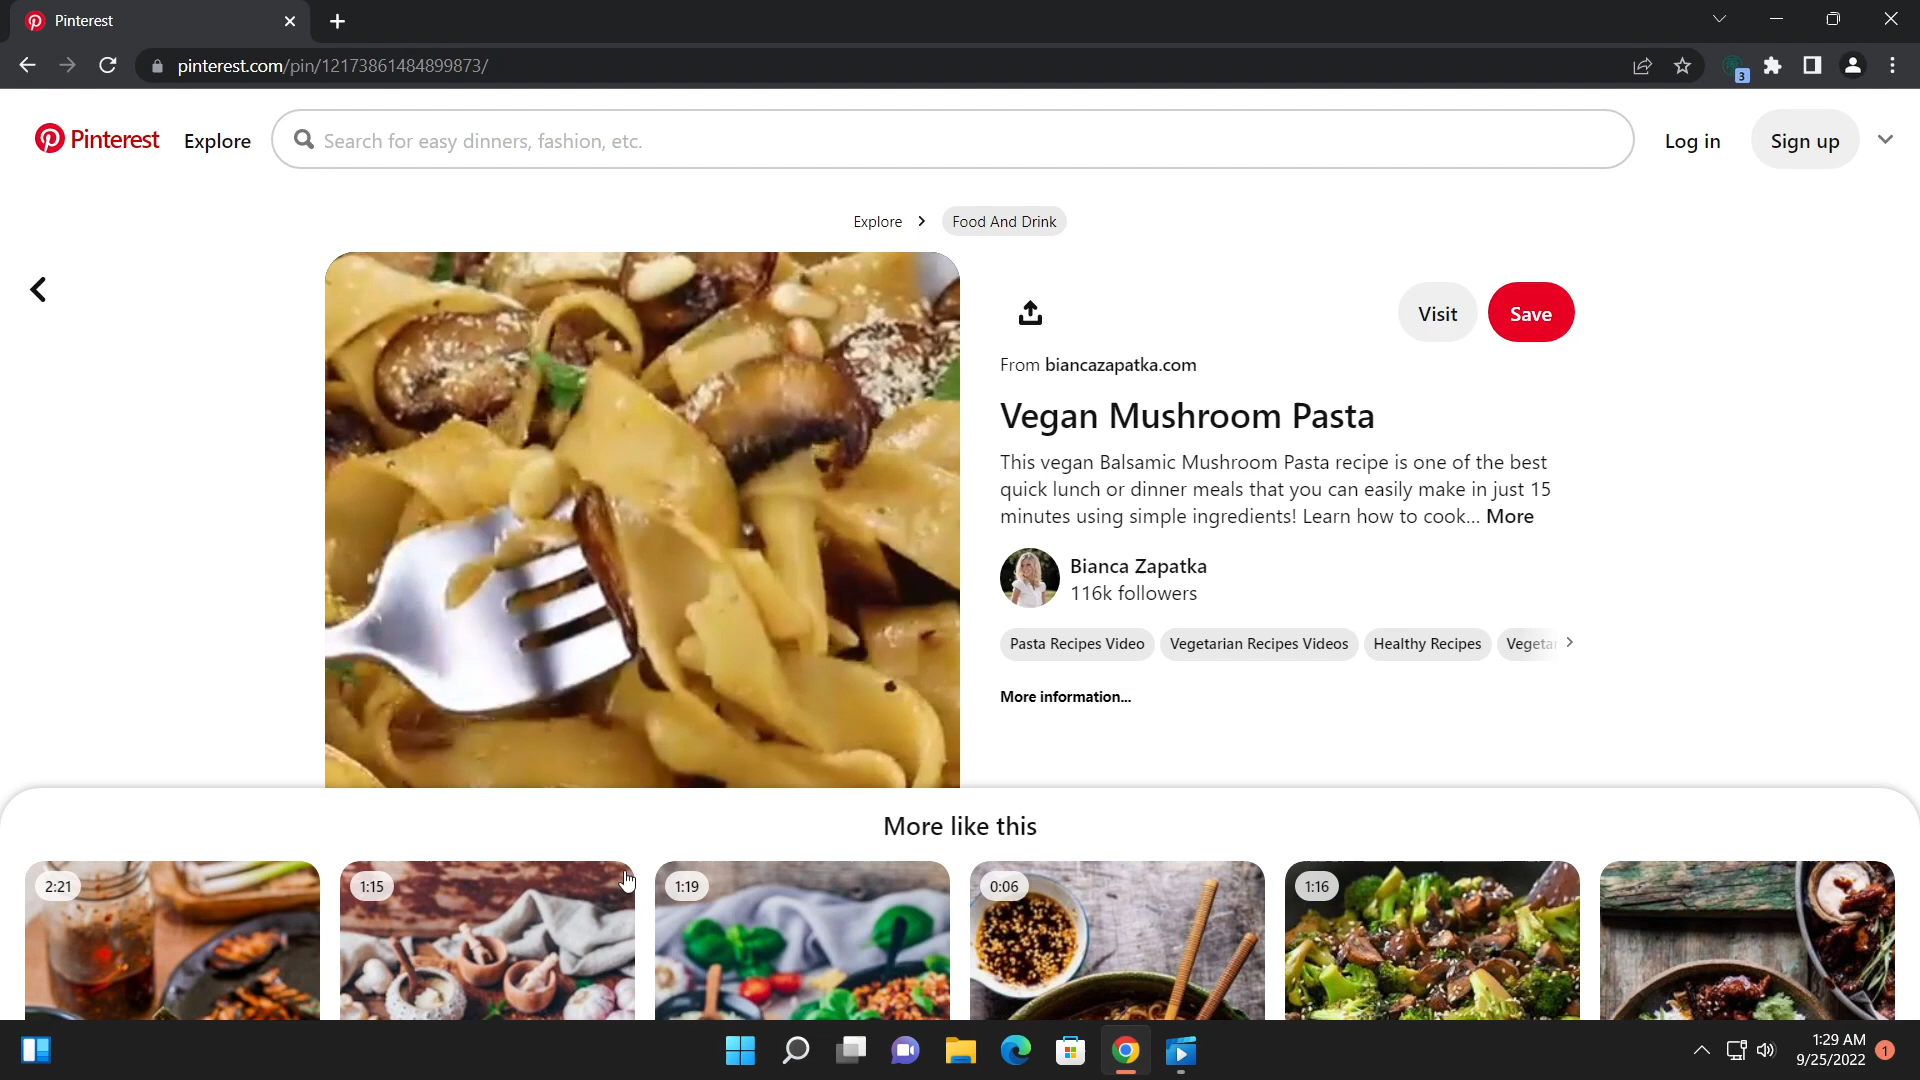 Pinterest
pinterest.com/pin/12173861484899873/
3
Pinterest
Explore
Search for easy dinners, fashion, etc.
Log in
Sign up
Explore
Food And Drink
Visit
Save
From biancazapatka.com
Vegan Mushroom Pasta
This vegan Balsamic Mushroom Pasta recipe is one of the best
quick lunch or dinner meals that you can easily make in just 15
minutes using simple ingredients! Learn how to cook... More
Bianca Zapatka
116k followers
Pasta Recipes Video
Vegetarian Recipes Videos
Healthy Recipes
Vegetar
More information...
More like this
2:21
1:15
1:19
0:06
1:16
1:29 AM
9/25/2022
1